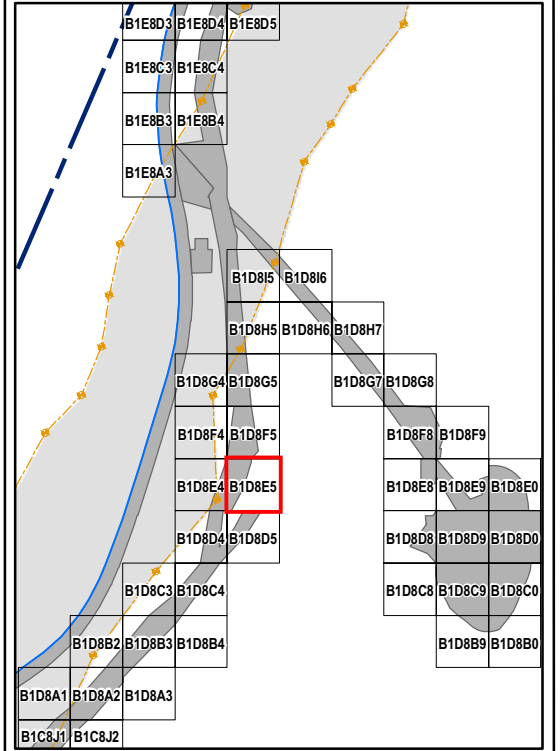 B1E8D3 B1E8D4 B1E8D5
B1E8C3 B1E8C4
B1E8B3 B1E8B4
B1E8A3
B1D8I5 B1D8I6
B1D8H5 B1D8H6 B1D8H7
B1D8G4 B1D8G5 B1D8G7 B1D8G8
B1D8F4 B1D8F5 B1D8F8 B1D8F9
B1D8E4 B1D8E5 B1D8E8 B1D8E9 B1D8E0
B1D8D4 B1D8D5 B1D8D8 B1D8D9 B1D8D0
B1D8C3 B1D8C4 B1D8C8 B1D8C9 B1D8C0
B1D8B2 B1D8B3 B1D8B4 B1D8B9 B1D8B0
B1D8A1 B1D8A2 B1D8A3
B1C8J1 B1C8J2